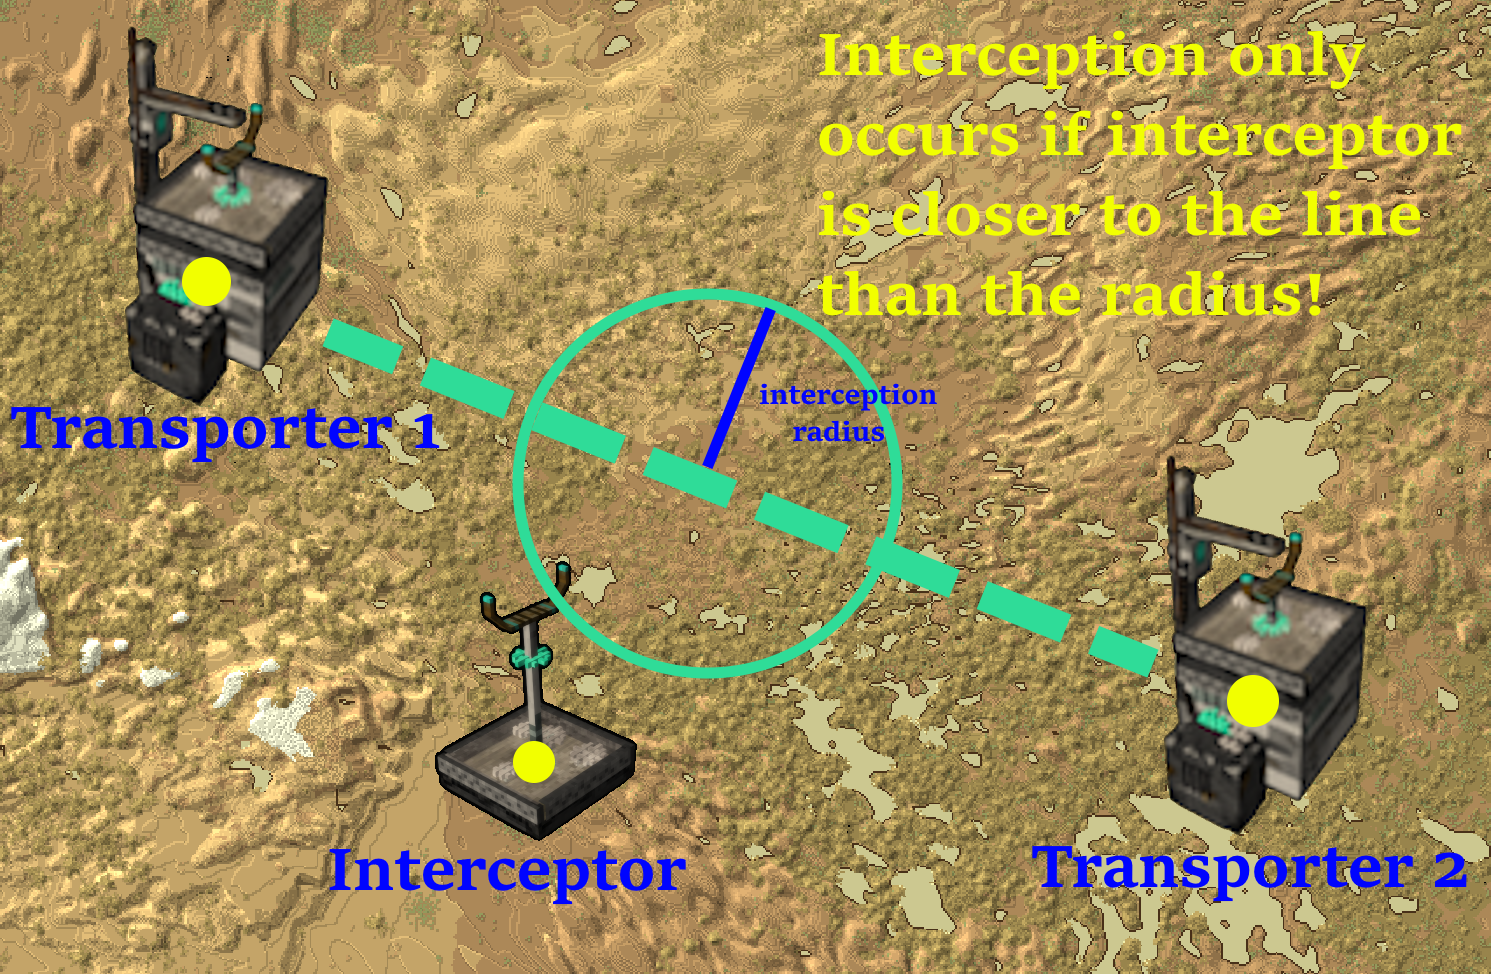 Interception only
occurs if interceptor
is closer to the line
than the radius!
interception
radius
Transporter 1
Interceptor
Transporter 2